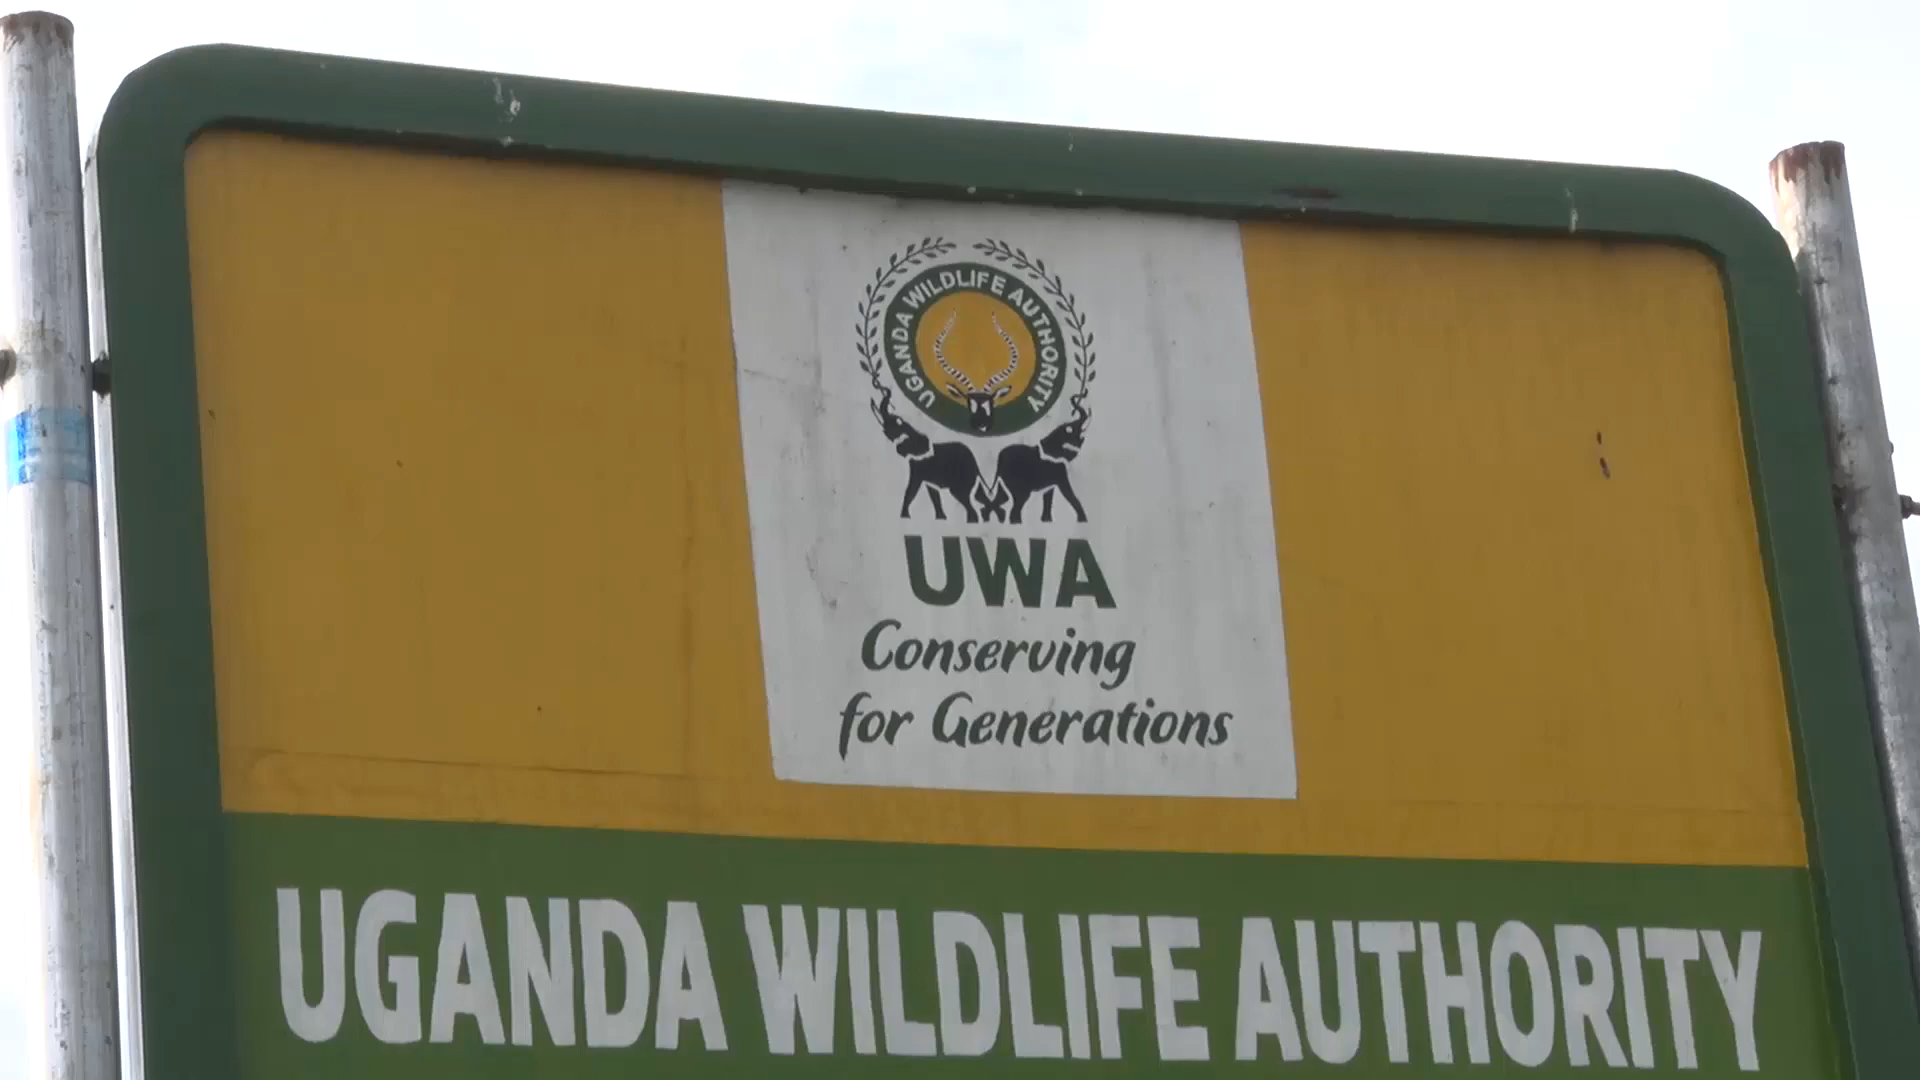 UGANDA WILDLIFE AUTHORITY
UWA
Conserving
for Generations
UGANDA WILDLIFE AUTHORITY